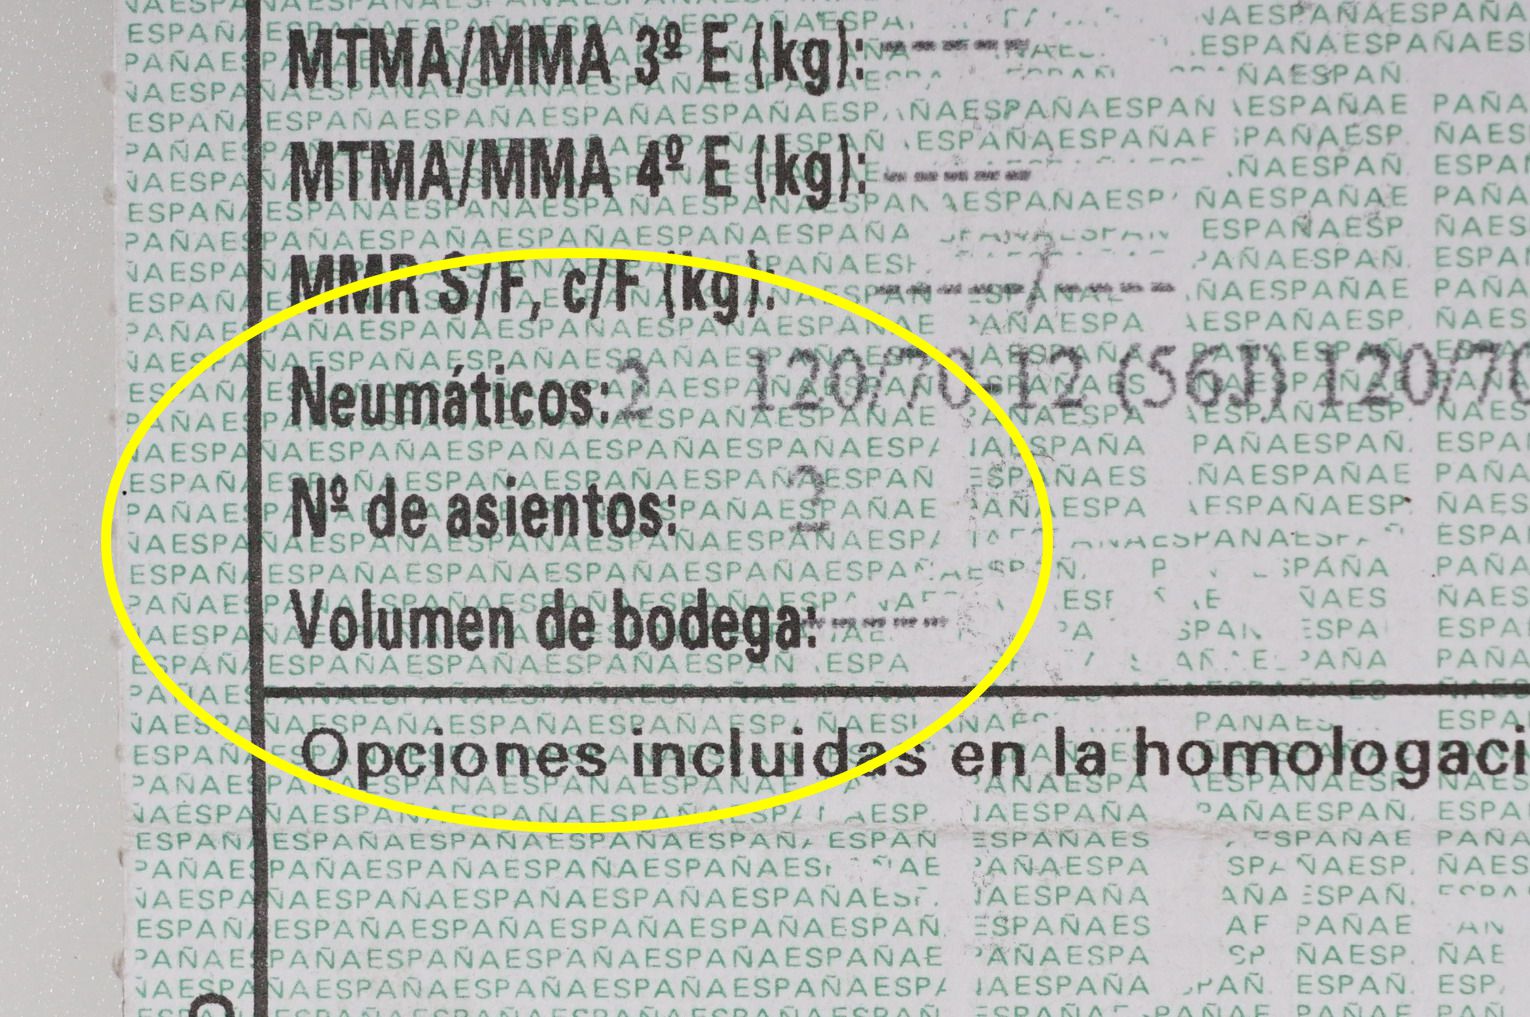 MTMA/MMA 3º E (kg): -----
MTMA/MMA 4º E (kg): -----
MMR S/F, c/F (kg): -----/-----
Neumáticos: 2 120/70-12 (56J) 120/70
Nº de asientos: 2
Volumen de bodega: -----
Opciones incluidas en la homologaci